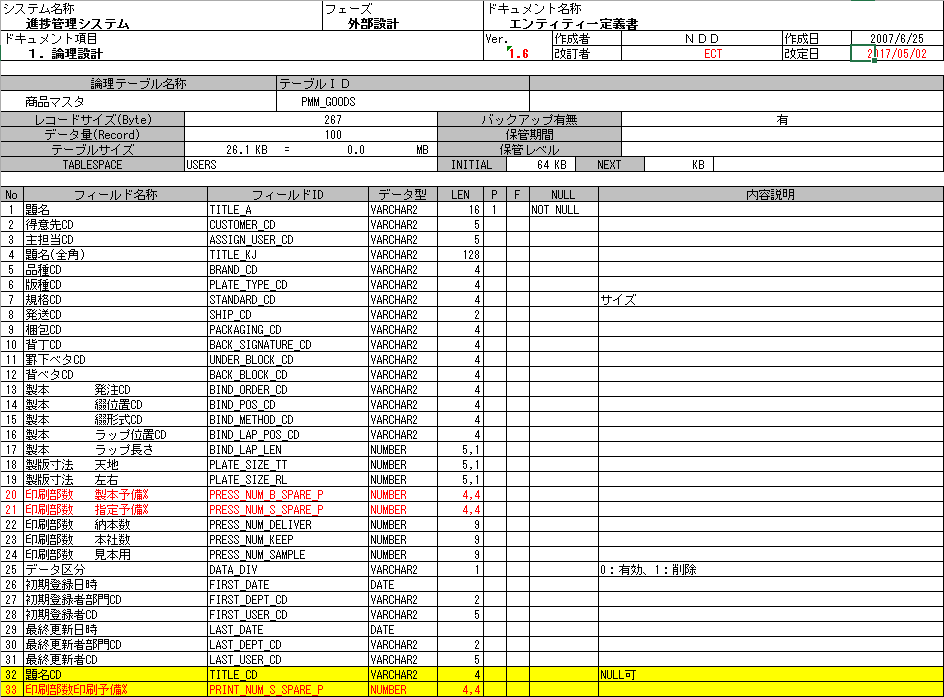 システム名称 フェーズ ドキュメント名称
進捗管理システム 外部設計 エンティティー定義書
ドキュメント項目 Ver. 作成者 NDD 作成日 2007/6/25
1．論理設計 1.6 改訂者 ECT 改定日 2017/05/02
論理テーブル名称 テーブルＩＤ
商品マスタ PMM_GOODS
レコードサイズ(Byte) 267 バックアップ有無 有
データ量(Record) 100 保管期間
テーブルサイズ 26.1 KB = 0.0 MB 保管レベル
TABLESPACE USERS INITIAL 64 KB NEXT KB
No フィールド名称 フィールドID データ型 LEN P F NULL 内容説明
1 題名 TITLE_A VARCHAR2 16 1 NOT NULL
2 得意先CD CUSTOMER_CD VARCHAR2 5
3 主担当CD ASSIGN_USER_CD VARCHAR2 5
4 題名(全角) TITLE_KJ VARCHAR2 128
5 品種CD BRAND_CD VARCHAR2 4
6 版種CD PLATE_TYPE_CD VARCHAR2 4
7 規格CD STANDARD_CD VARCHAR2 4 サイズ
8 発送CD SHIP_CD VARCHAR2 2
9 梱包CD PACKAGING_CD VARCHAR2 4
10 背丁CD BACK_SIGNATURE_CD VARCHAR2 4
11 罫下ベタCD UNDER_BLOCK_CD VARCHAR2 4
12 背ベタCD BACK_BLOCK_CD VARCHAR2 4
13 製本 発注CD BIND_ORDER_CD VARCHAR2 4
14 製本 綴位置CD BIND_POS_CD VARCHAR2 4
15 製本 綴形式CD BIND_METHOD_CD VARCHAR2 4
16 製本 ラップ位置CD BIND_LAP_POS_CD VARCHAR2 4
17 製本 ラップ長さ BIND_LAP_LEN NUMBER 5,1
18 製版寸法 天地 PLATE_SIZE_TT NUMBER 5,1
19 製版寸法 左右 PLATE_SIZE_RL NUMBER 5,1
20 印刷部数 製本予備% PRESS_NUM_B_SPARE_P NUMBER 4,4
21 印刷部数 指定予備% PRESS_NUM_S_SPARE_P NUMBER 4,4
22 印刷部数 納本数 PRESS_NUM_DELIVER NUMBER 9
23 印刷部数 本社数 PRESS_NUM_KEEP NUMBER 9
24 印刷部数 見本用 PRESS_NUM_SAMPLE NUMBER 9
25 データ区分 DATA_DIV VARCHAR2 1 0：有効、1：削除
26 初期登録日時 FIRST_DATE DATE
27 初期登録者部門CD FIRST_DEPT_CD VARCHAR2 2
28 初期登録者CD FIRST_USER_CD VARCHAR2 5
29 最終更新日時 LAST_DATE DATE
30 最終更新者部門CD LAST_DEPT_CD VARCHAR2 2
31 最終更新者CD LAST_USER_CD VARCHAR2 5
32 題名CD TITLE_CD VARCHAR2 4 NULL可
33 印刷部数印刷予備% PRINT_NUM_S_SPARE_P NUMBER 4,4